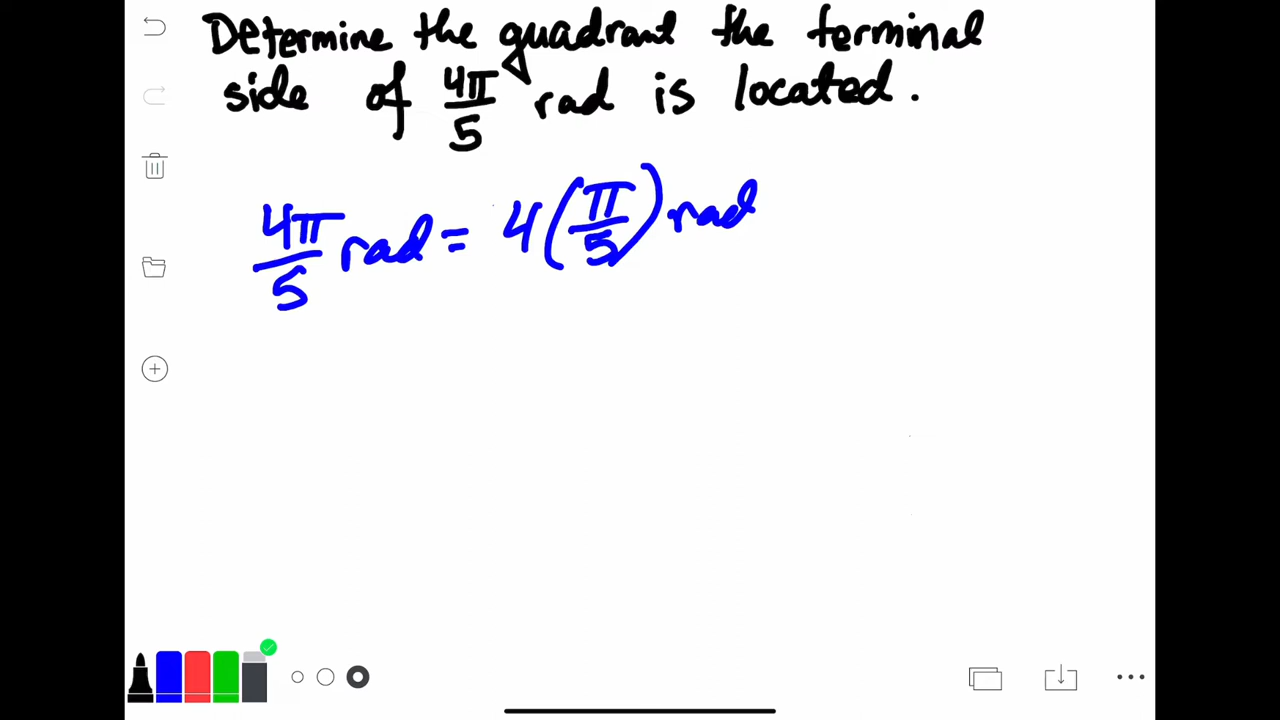 Determine the quadrant the terminal
side of 4π/5 rad is located.
4π/5 rad = 4(π/5) rad